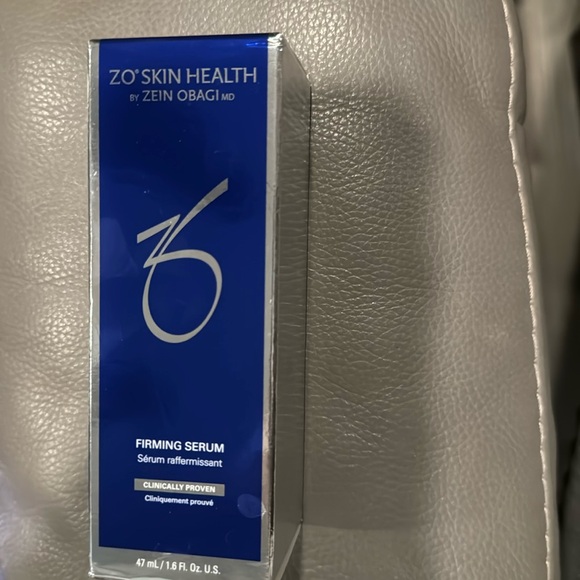 ZO® SKIN HEALTH
BY ZEIN OBAGI MD
FIRMING SERUM
Sérum raffermissant
CLINICALLY PROVEN
Cliniquement prouvé
47 mL / 1.6 Fl. Oz. U.S.